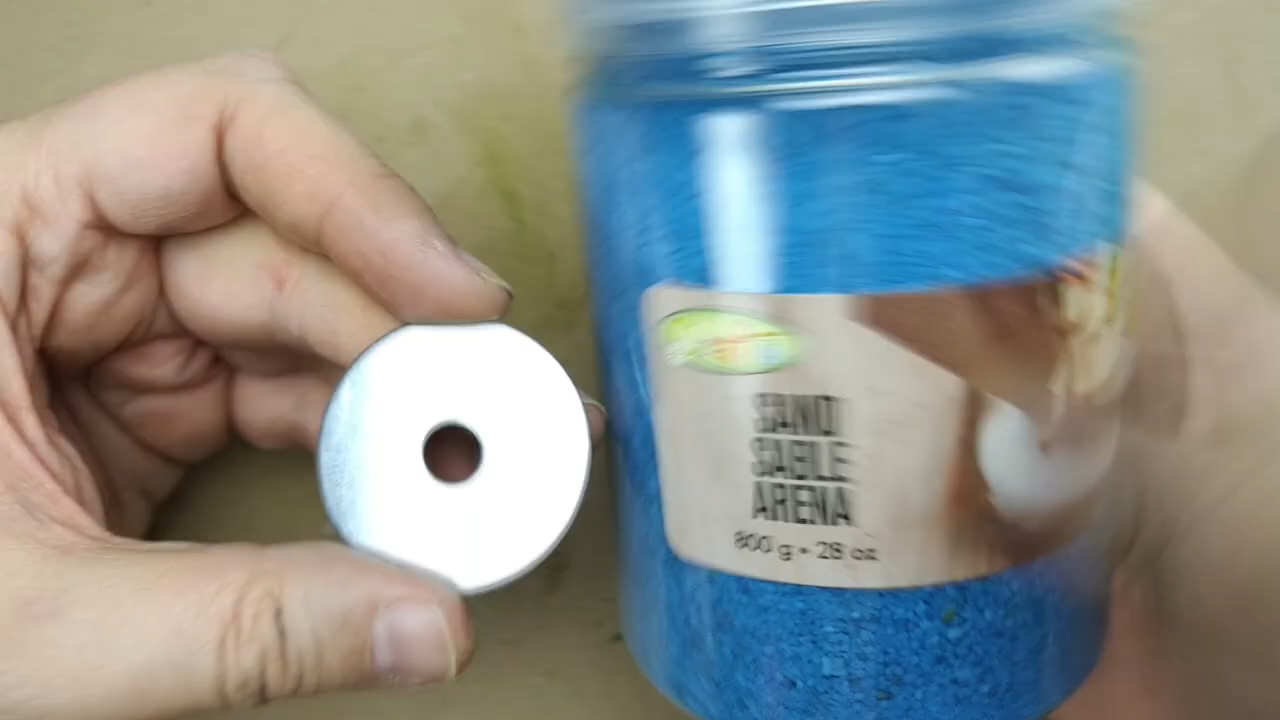 SAND
SABLE
ARENA
800 g • 28 oz